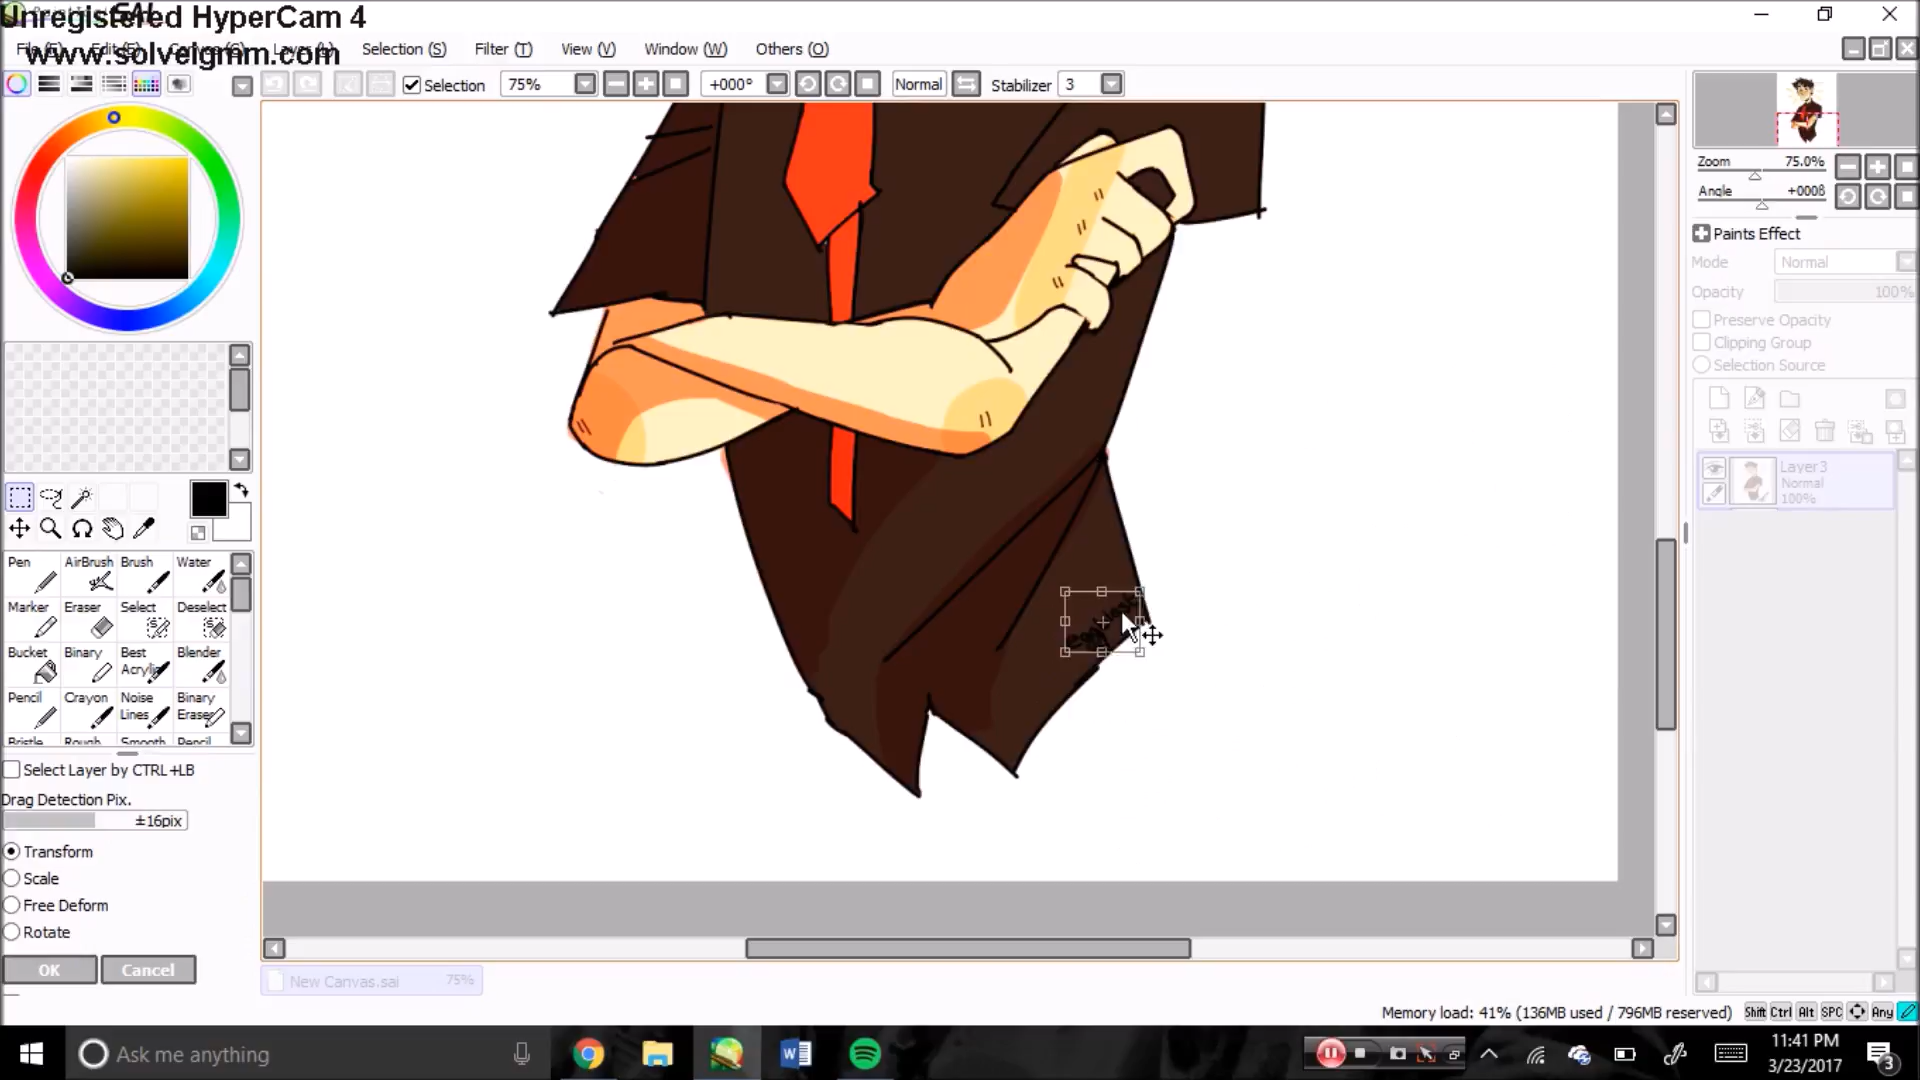 Unregistered HyperCam 4
www.solveigmm.com
Selection (S)
Filter (T)
View (V)
Window (W)
Others (O)
Selection
75%
+000°
Normal
Stabilizer
3
Zoom
75.0%
Angle
+000ß
Paints Effect
Mode
Normal
Opacity
100%
Preserve Opacity
Clipping Group
Selection Source
Layer3
Normal
100%
Pen
AirBrush
Brush
Water
Marker
Eraser
Select
Deselect
Bucket
Binary
Best
Acrylic
Blender
Pencil
Crayon
Noise
Lines
Binary
Eraser
Bristle
Rough
Smooth
Pencil
Select Layer by CTRL+LB
Drag Detection Pix.
±16pix
Transform
Scale
Free Deform
Rotate
OK
Cancel
New Canvas.sai
75%
Memory load: 41% (136MB used / 796MB reserved)
Shift
Ctrl
Alt
SPC
Any
Ask me anything
11:41 PM
3/23/2017
3